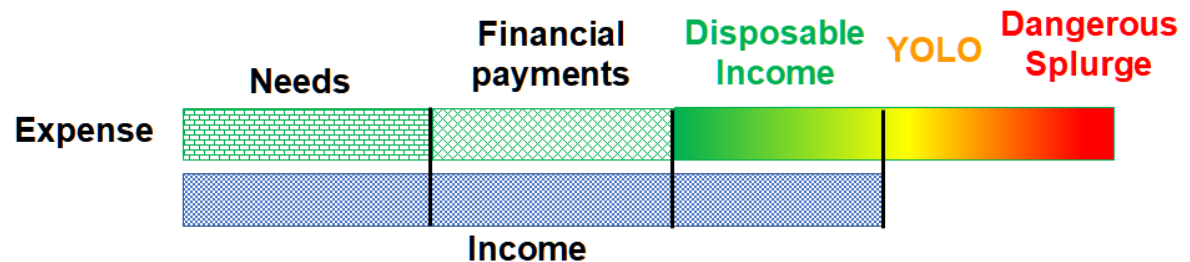 Needs
Financial
payments
Disposable
Income
YOLO
Dangerous
Splurge
Expense
Income